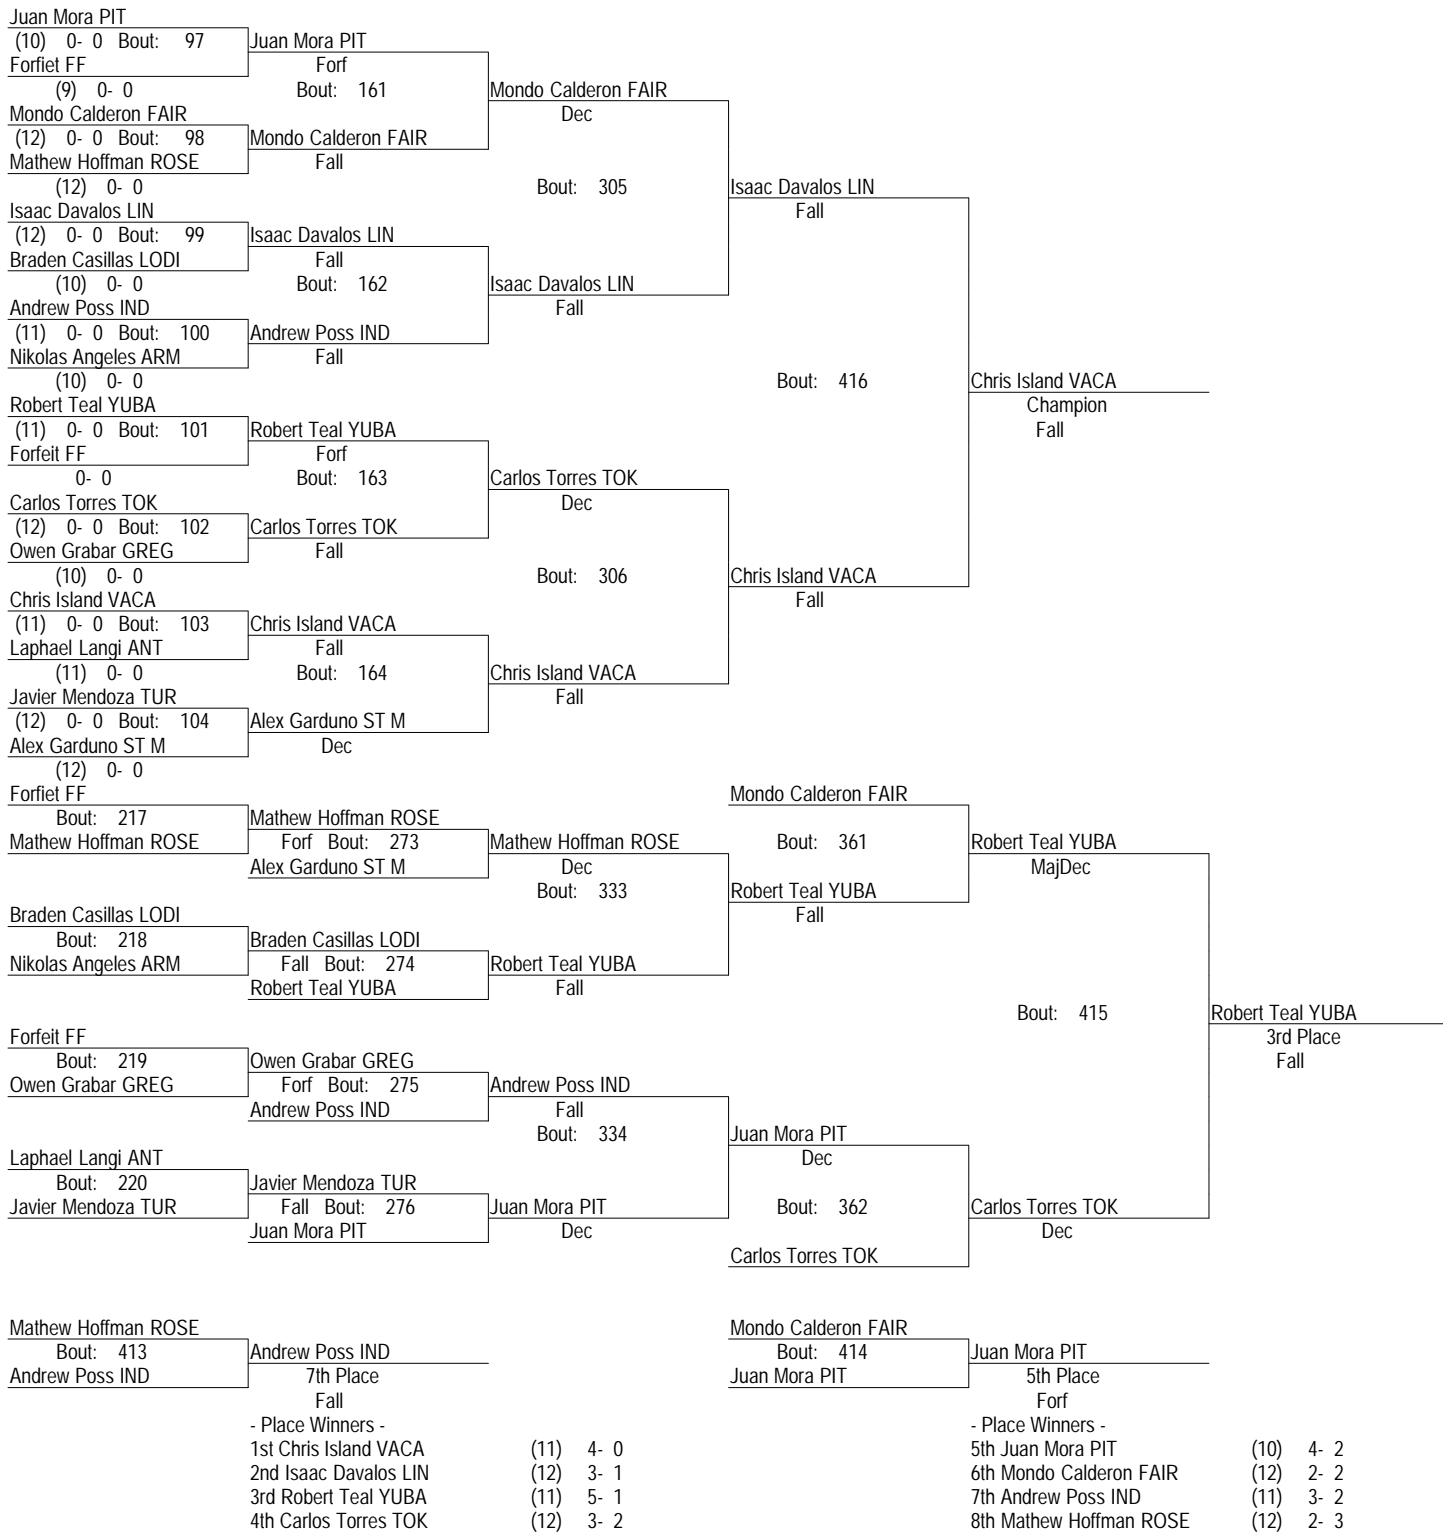 Juan Mora PIT
(10) 0- 0 Bout: 97
Juan Mora PIT
Forfiet FF
Forf
(9) 0- 0
Bout: 161
Mondo Calderon FAIR
Mondo Calderon FAIR
Dec
(12) 0- 0 Bout: 98
Mondo Calderon FAIR
Mathew Hoffman ROSE
Fall
(12) 0- 0
Bout: 305
Isaac Davalos LIN
Isaac Davalos LIN
Fall
(12) 0- 0 Bout: 99
Isaac Davalos LIN
Braden Casillas LODI
Fall
(10) 0- 0
Bout: 162
Isaac Davalos LIN
Andrew Poss IND
Fall
(11) 0- 0 Bout: 100
Andrew Poss IND
Nikolas Angeles ARM
Fall
(10) 0- 0
Bout: 416
Chris Island VACA
Robert Teal YUBA
Champion
(11) 0- 0 Bout: 101
Robert Teal YUBA
Fall
Forfeit FF
Forf
0- 0
Bout: 163
Carlos Torres TOK
Carlos Torres TOK
Dec
(12) 0- 0 Bout: 102
Carlos Torres TOK
Owen Grabar GREG
Fall
(10) 0- 0
Bout: 306
Chris Island VACA
Chris Island VACA
Fall
(11) 0- 0 Bout: 103
Chris Island VACA
Laphael Langi ANT
Fall
(11) 0- 0
Bout: 164
Chris Island VACA
Javier Mendoza TUR
Fall
(12) 0- 0 Bout: 104
Alex Garduno ST M
Alex Garduno ST M
Dec
(12) 0- 0
Forfiet FF
Mondo Calderon FAIR
Bout: 217
Mathew Hoffman ROSE
Mathew Hoffman ROSE
Forf Bout: 273
Mathew Hoffman ROSE
Bout: 361
Robert Teal YUBA
Alex Garduno ST M
Dec
MajDec
Bout: 333
Robert Teal YUBA
Braden Casillas LODI
Fall
Bout: 218
Braden Casillas LODI
Nikolas Angeles ARM
Fall Bout: 274
Robert Teal YUBA
Robert Teal YUBA
Fall
Bout: 415
Robert Teal YUBA
Forfeit FF
3rd Place
Bout: 219
Owen Grabar GREG
Fall
Owen Grabar GREG
Forf Bout: 275
Andrew Poss IND
Andrew Poss IND
Fall
Bout: 334
Juan Mora PIT
Laphael Langi ANT
Dec
Bout: 220
Javier Mendoza TUR
Javier Mendoza TUR
Fall Bout: 276
Juan Mora PIT
Bout: 362
Carlos Torres TOK
Juan Mora PIT
Dec
Dec
Carlos Torres TOK
Mathew Hoffman ROSE
Mondo Calderon FAIR
Bout: 413
Andrew Poss IND
Bout: 414
Juan Mora PIT
Andrew Poss IND
7th Place
Juan Mora PIT
5th Place
Fall
Forf
- Place Winners -
- Place Winners -
1st Chris Island VACA (11) 4- 0
5th Juan Mora PIT (10) 4- 2
2nd Isaac Davalos LIN (12) 3- 1
6th Mondo Calderon FAIR (12) 2- 2
3rd Robert Teal YUBA (11) 5- 1
7th Andrew Poss IND (11) 3- 2
4th Carlos Torres TOK (12) 3- 2
8th Mathew Hoffman ROSE (12) 2- 3